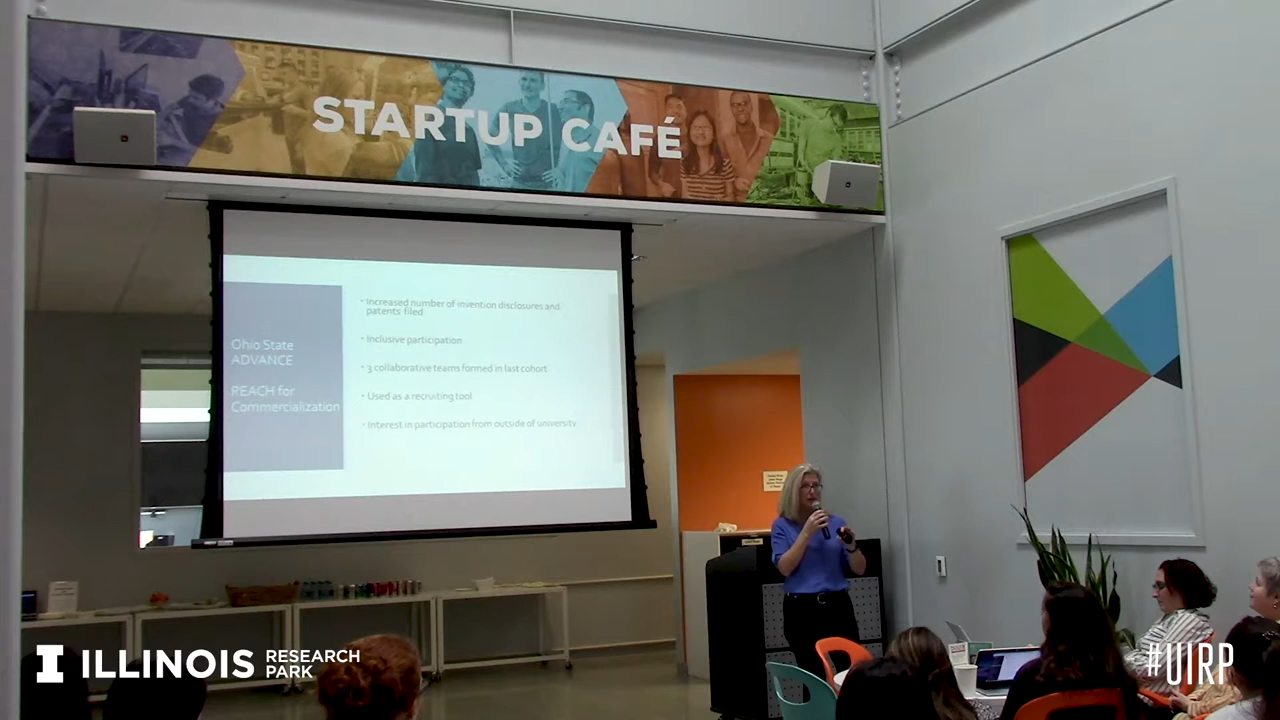 STARTUP CAFÉ
Ohio State
ADVANCE
REACH for
Commercialization
• Increased number of invention disclosures and
patents filed
• Inclusive participation
• 3 collaborative teams formed in last cohort
• Used as a recruiting tool
• Interest in participation from outside of university
I ILLINOIS RESEARCH
PARK
#UIRP